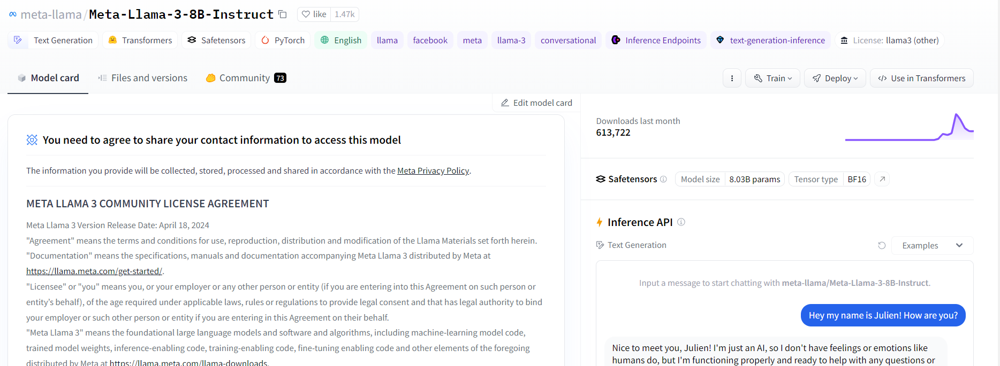 meta-llama/Meta-Llama-3-8B-Instruct like 1.47k
Text Generation Transformers Safetensors PyTorch English llama facebook meta llama-3 conversational Inference Endpoints text-generation-inference License: llama3 (other)
Model card Files and versions Community 73 Train Deploy Use in Transformers
Edit model card
You need to agree to share your contact information to access this model
The information you provide will be collected, stored, processed and shared in accordance with the Meta Privacy Policy.
META LLAMA 3 COMMUNITY LICENSE AGREEMENT
Meta Llama 3 Version Release Date: April 18, 2024
"Agreement" means the terms and conditions for use, reproduction, distribution and modification of the Llama Materials set forth herein.
"Documentation" means the specifications, manuals and documentation accompanying Meta Llama 3 distributed by Meta at
https://llama.meta.com/get-started/.
"Licensee" or "you" means you, or your employer or any other person or entity (if you are entering into this Agreement on such person or
entity’s behalf), of the age required under applicable laws, rules or regulations to provide legal consent and that has legal authority to bind
your employer or such other person or entity if you are entering in this Agreement on their behalf.
"Meta Llama 3" means the foundational large language models and software and algorithms, including machine-learning model code,
trained model weights, inference-enabling code, training-enabling code, fine-tuning enabling code and other elements of the foregoing
distributed by Meta at https://llama.meta.com/llama-downloads.
Downloads last month
613,722
Safetensors Model size 8.03B params Tensor type BF16
Inference API
Text Generation Examples
Input a message to start chatting with meta-llama/Meta-Llama-3-8B-Instruct.
Hey my name is Julien! How are you?
Nice to meet you, Julien! I'm just an AI, so I don't have feelings or emotions like
humans do, but I'm functioning properly and ready to help with any questions or